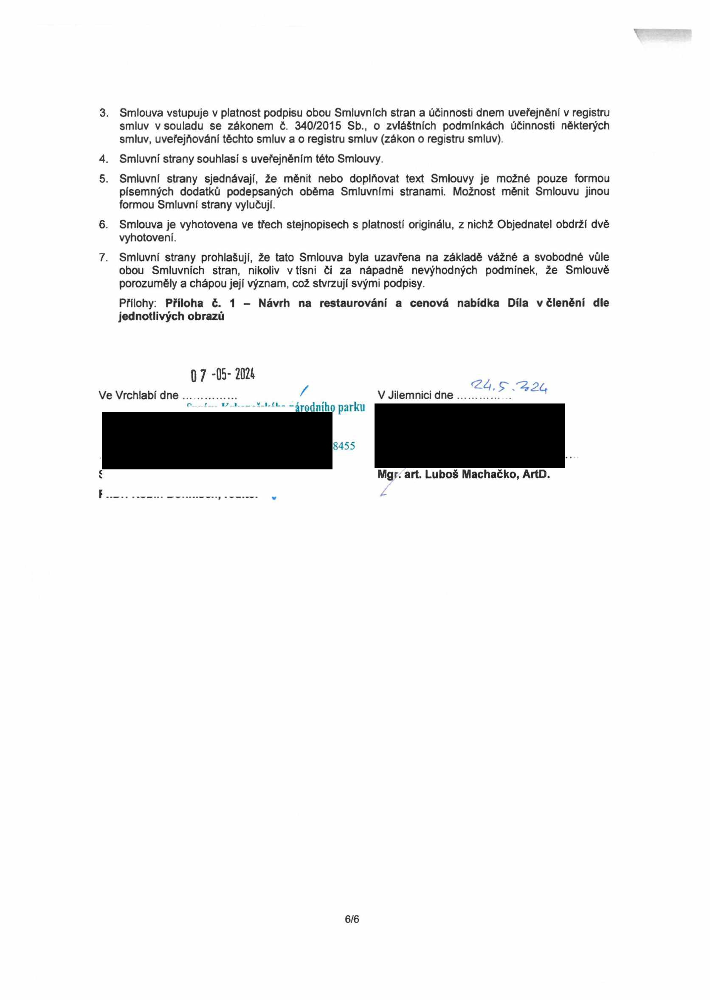 3. Smlouva vstupuje v platnost podpisu obou Smluvních stran a účinnosti dnem uveřejnění v registru
smluv v souladu se zákonem č. 340/2015 Sb., o zvláštních podmínkách účinnosti některých
smluv, uveřejňování těchto smluv a o registru smluv (zákon o registru smluv).
4. Smluvní strany souhlasí s uveřejněním této Smlouvy.
5. Smluvní strany sjednávají, že měnit nebo doplňovat text Smlouvy je možné pouze formou
písemných dodatků podepsaných oběma Smluvními stranami. Možnost měnit Smlouvu jinou
formou Smluvní strany vylučují.
6. Smlouva je vyhotovena ve třech stejnopisech s platností originálu, z nichž Objednatel obdrží dvě
vyhotovení.
7. Smluvní strany prohlašují, že tato Smlouva byla uzavřena na základě vážné a svobodné vůle
obou Smluvních stran, nikoliv v tísni či za nápadně nevýhodných podmínek, že Smlouvě
porozuměly a chápou její význam, což stvrzují svými podpisy.
Přílohy: Příloha č. 1 – Návrh na restaurování a cenová nabídka Díla v členění dle
jednotlivých obrazů
07 -05- 2024
Ve Vrchlabí dne ...............
národního parku
8455
V Jilemnici dne ............... 24.5.2024
Mgr. art. Luboš Machačko, ArtD.
6/6